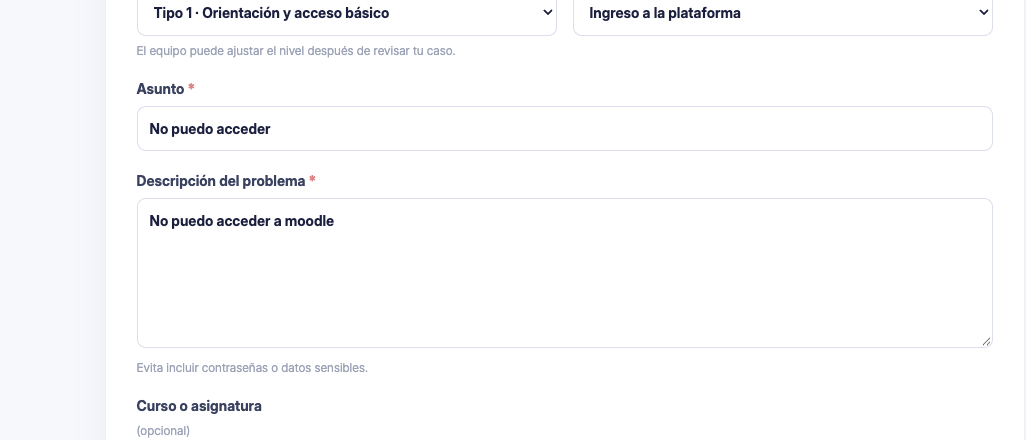 Tipo 1 · Orientación y acceso básico
Ingreso a la plataforma
El equipo puede ajustar el nivel después de revisar tu caso.
Asunto *
No puedo acceder
Descripción del problema *
No puedo acceder a moodle
Evita incluir contraseñas o datos sensibles.
Curso o asignatura
(opcional)